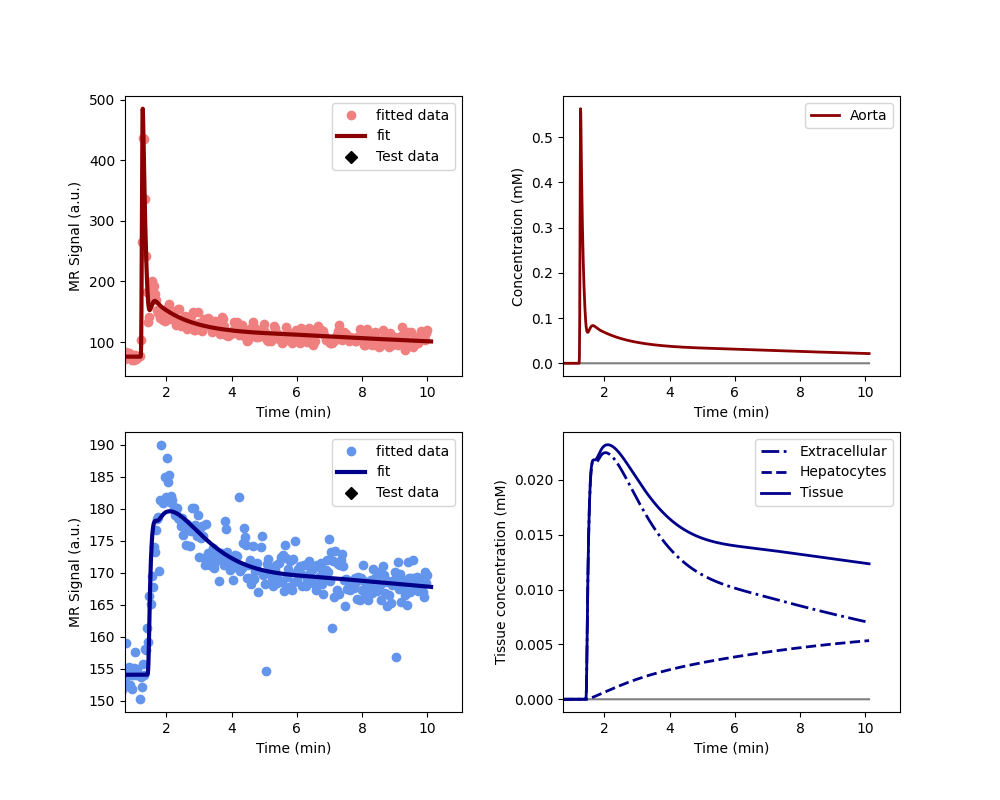 500
400
300
200
100
MR Signal (a.u.)
fitted data
fit
Test data
2
4
6
8
10
Time (min)
0.5
0.4
0.3
0.2
0.1
0.0
Concentration (mM)
Aorta
2
4
6
8
10
Time (min)
190
185
180
175
170
165
160
155
150
MR Signal (a.u.)
fitted data
fit
Test data
2
4
6
8
10
Time (min)
0.020
0.015
0.010
0.005
0.000
Tissue concentration (mM)
Extracellular
Hepatocytes
Tissue
2
4
6
8
10
Time (min)